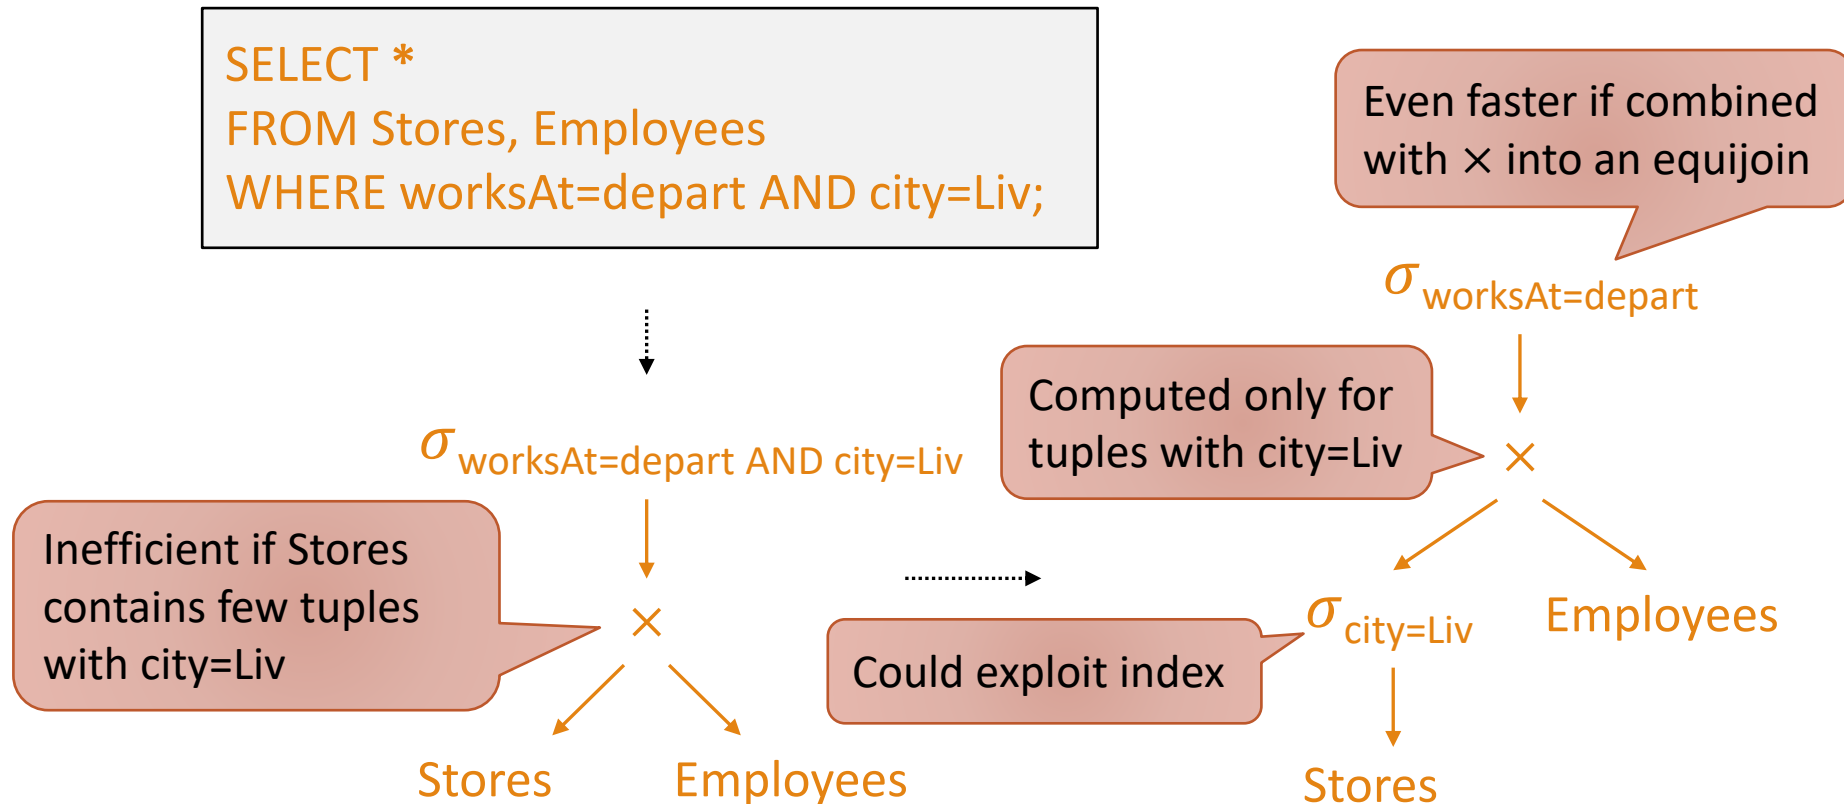 SELECT *
FROM Stores, Employees
WHERE worksAt=depart AND city=Liv;
Even faster if combined
with × into an equijoin
σ worksAt=depart
Computed only for
tuples with city=Liv
×
σ worksAt=depart AND city=Liv
Inefficient if Stores
contains few tuples
with city=Liv
×
Stores Employees
Could exploit index
σ city=Liv Employees
Stores